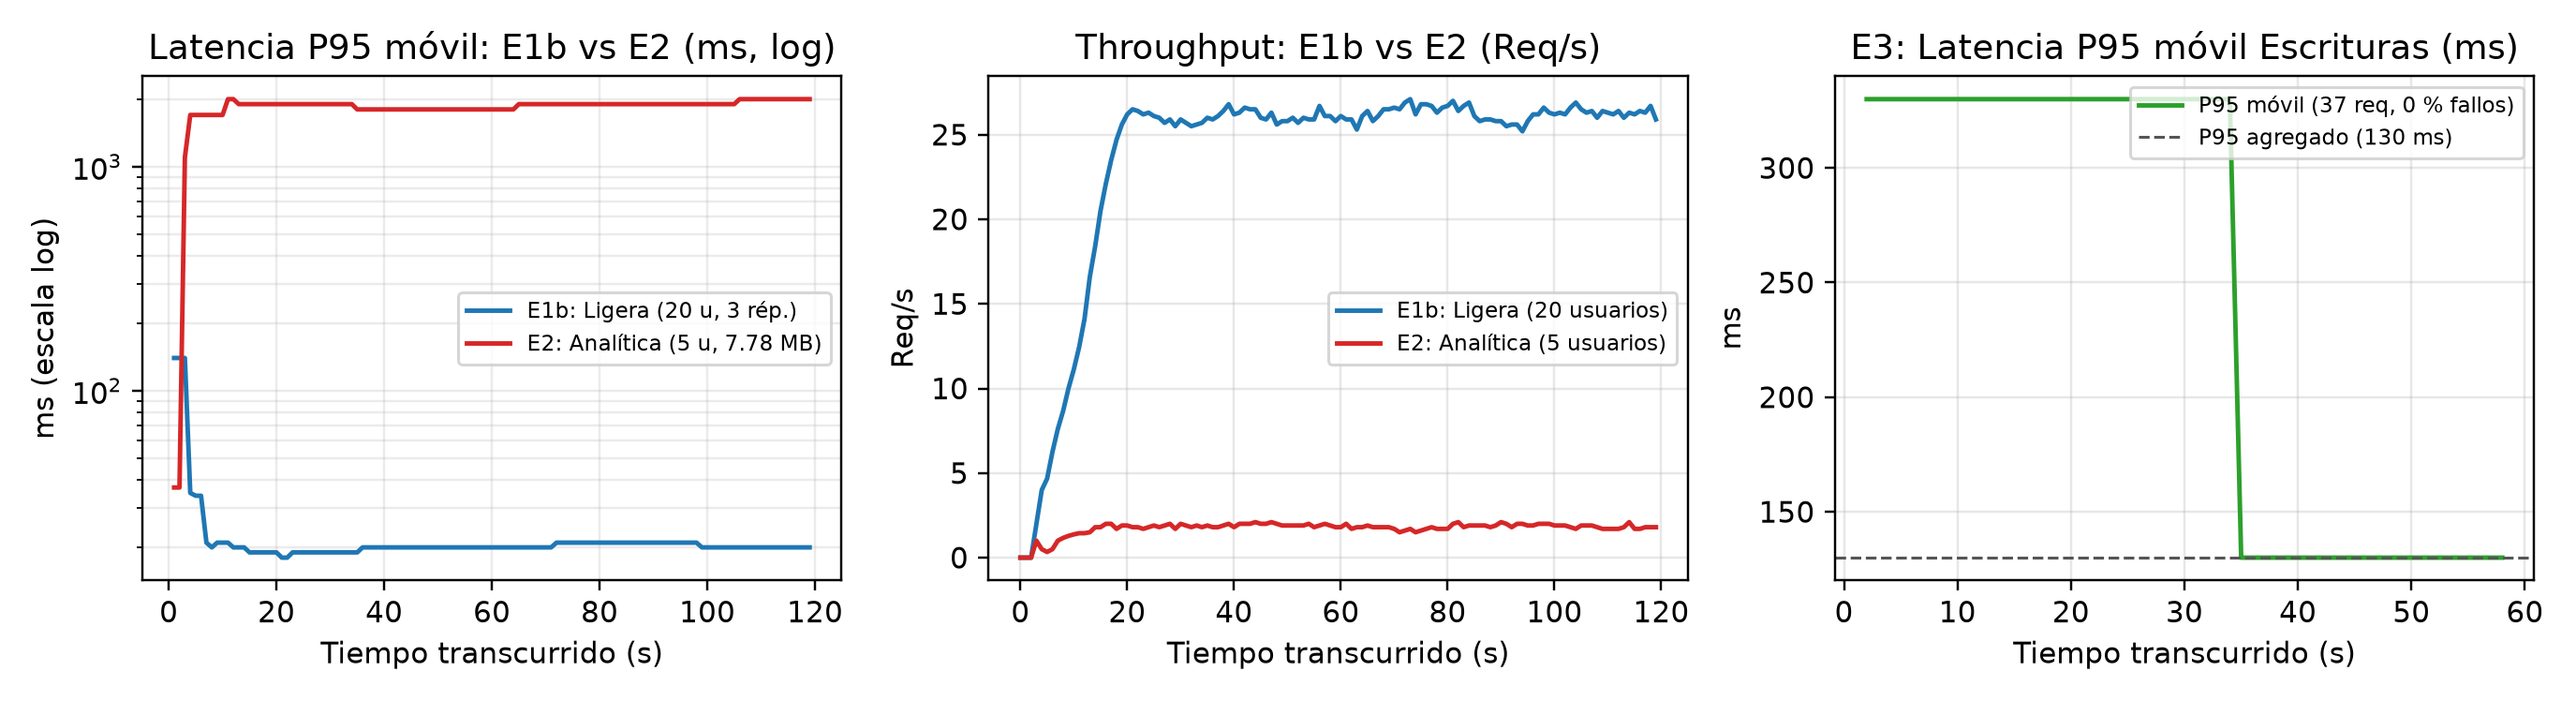 Latencia P95 móvil: E1b vs E2 (ms, log)
ms (escala log)
10³
10²
E1b: Ligera (20 u, 3 rép.)
E2: Analítica (5 u, 7.78 MB)
0 20 40 60 80 100 120
Tiempo transcurrido (s)
Throughput: E1b vs E2 (Req/s)
Req/s
25
20
15
10
5
0
E1b: Ligera (20 usuarios)
E2: Analítica (5 usuarios)
0 20 40 60 80 100 120
Tiempo transcurrido (s)
E3: Latencia P95 móvil Escrituras (ms)
ms
300
250
200
150
P95 móvil (37 req, 0 % fallos)
P95 agregado (130 ms)
0 10 20 30 40 50 60
Tiempo transcurrido (s)